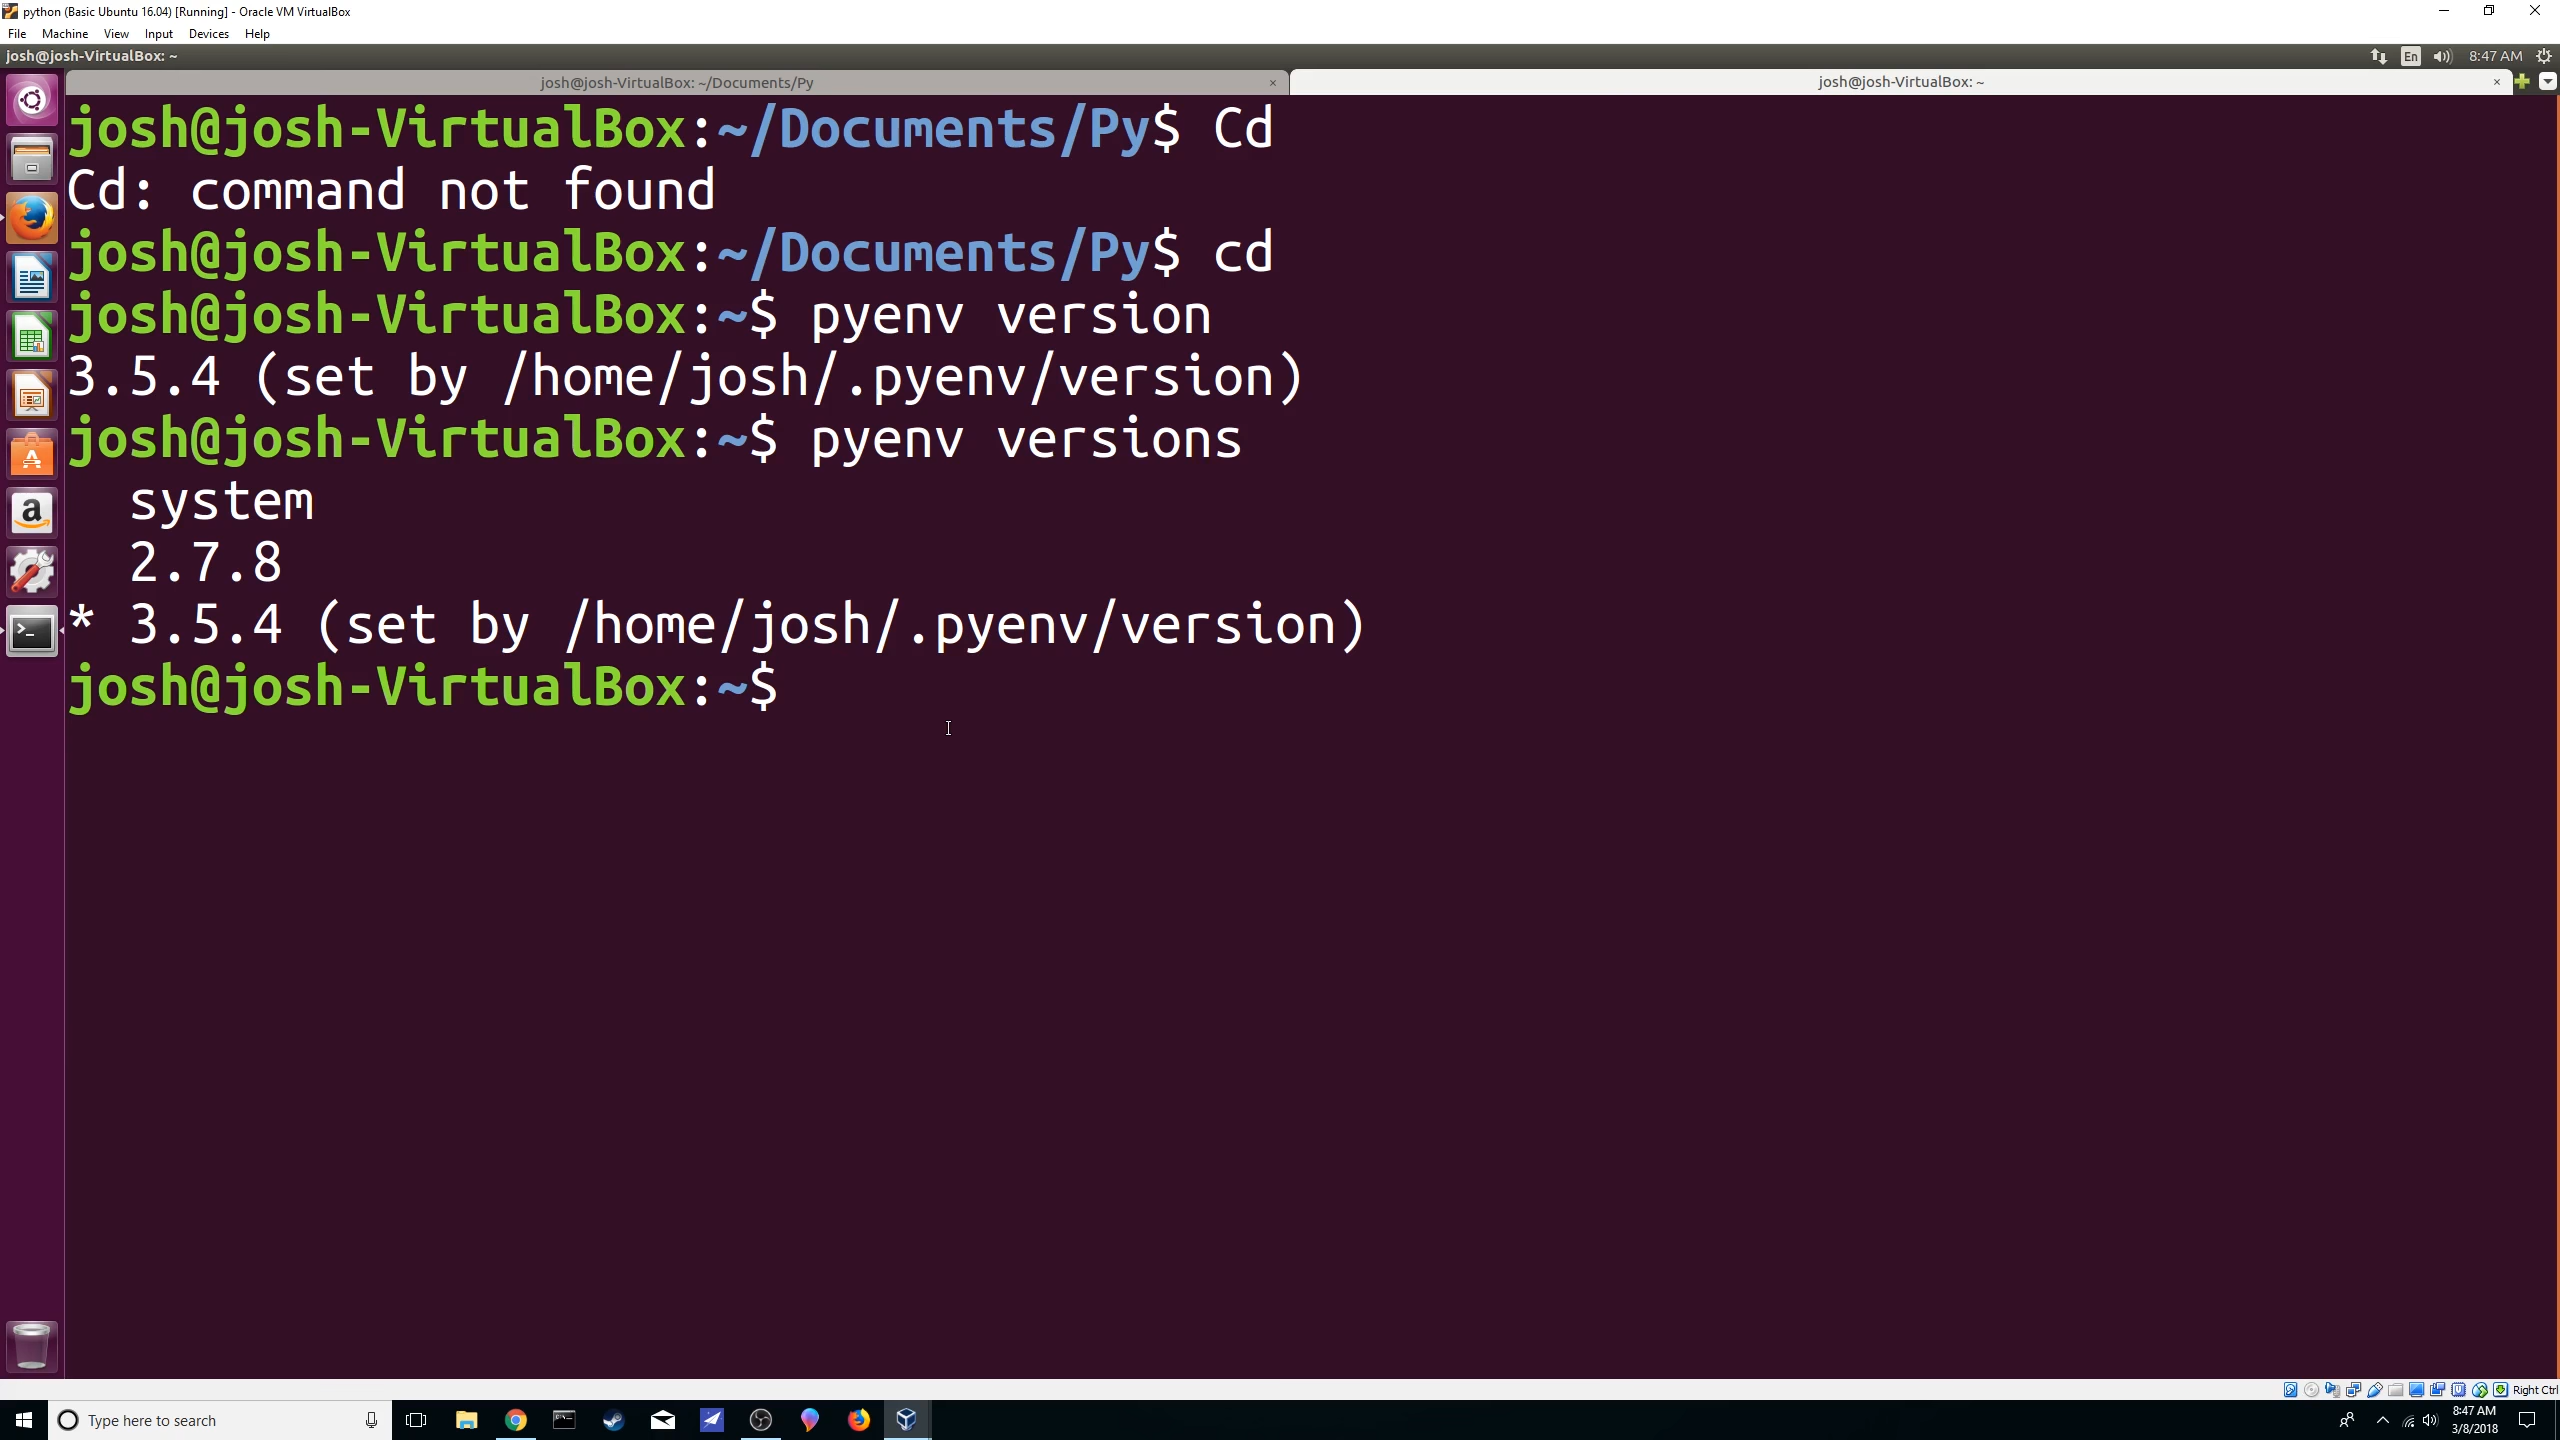 python (Basic Ubuntu 16.04) [Running] - Oracle VM VirtualBox
File Machine View Input Devices Help
josh@josh-VirtualBox: ~
En 8:47 AM
josh@josh-VirtualBox: ~/Documents/Py × josh@josh-VirtualBox: ~ ×
josh@josh-VirtualBox:~/Documents/Py$ Cd
Cd: command not found
josh@josh-VirtualBox:~/Documents/Py$ cd
josh@josh-VirtualBox:~$ pyenv version
3.5.4 (set by /home/josh/.pyenv/version)
josh@josh-VirtualBox:~$ pyenv versions
system
2.7.8
* 3.5.4 (set by /home/josh/.pyenv/version)
josh@josh-VirtualBox:~$
Right Ctrl
Type here to search
8:47 AM
3/8/2018